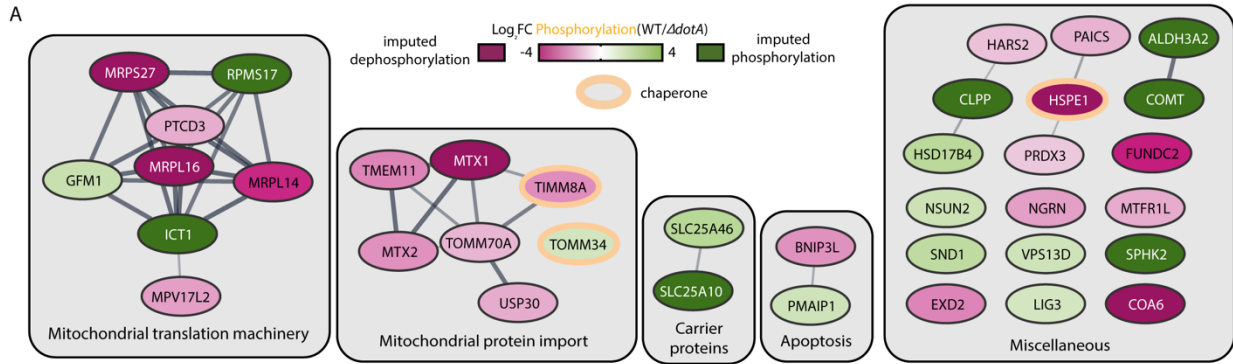 A
Log2FC Phosphorylation(WT/ΔdotA)
imputed
dephosphorylation
-4
4
imputed
phosphorylation
chaperone
MRPS27
RPMS17
PTCD3
MRPL16
GFM1
MRPL14
ICT1
MPV17L2
Mitochondrial translation machinery
TMEM11
MTX1
TIMM8A
MTX2
TOMM70A
TOMM34
USP30
Mitochondrial protein import
SLC25A46
SLC25A10
Carrier
proteins
BNIP3L
PMAIP1
Apoptosis
HARS2
PAICS
ALDH3A2
CLPP
HSPE1
COMT
HSD17B4
PRDX3
FUNDC2
NSUN2
NGRN
MTFR1L
SND1
VPS13D
SPHK2
EXD2
LIG3
COA6
Miscellaneous